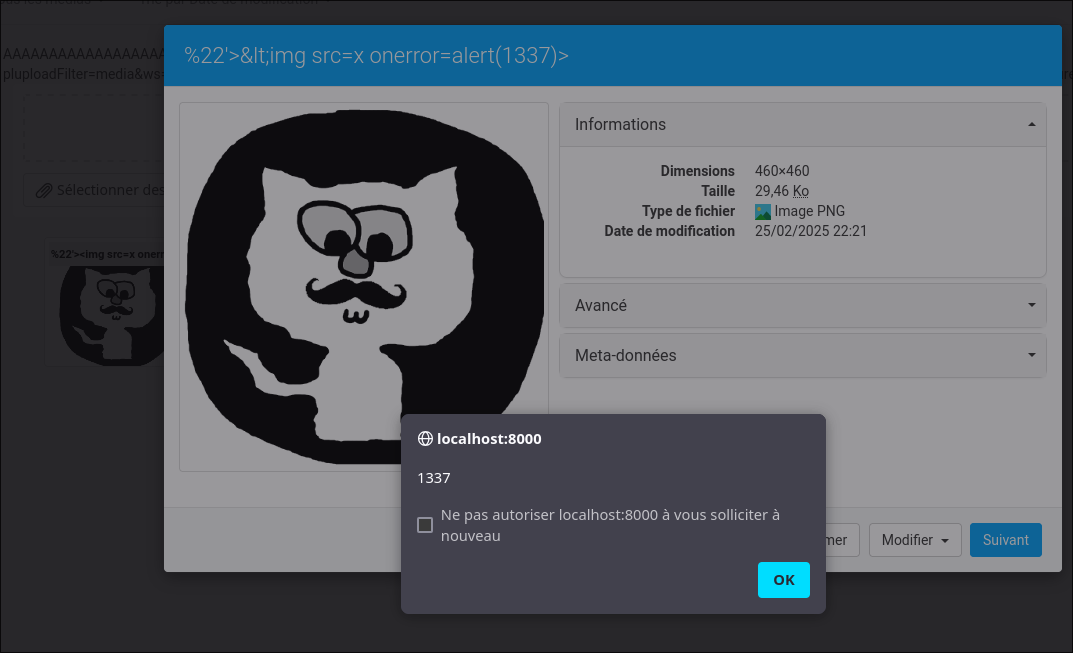 AAAAAAAAAAAAAAAAAA
%22'>&lt;img src=x onerror=alert(1337)>
pluploadFilter=media&ws=
Informations
Dimensions 460×460
Taille 29,46 Ko
Type de fichier Image PNG
Date de modification 25/02/2025 22:21
Sélectionner des
%22'><img src=x onerr
Avancé
Meta-données
localhost:8000
1337
Ne pas autoriser localhost:8000 à vous solliciter à
nouveau
mer Modifier Suivant
OK